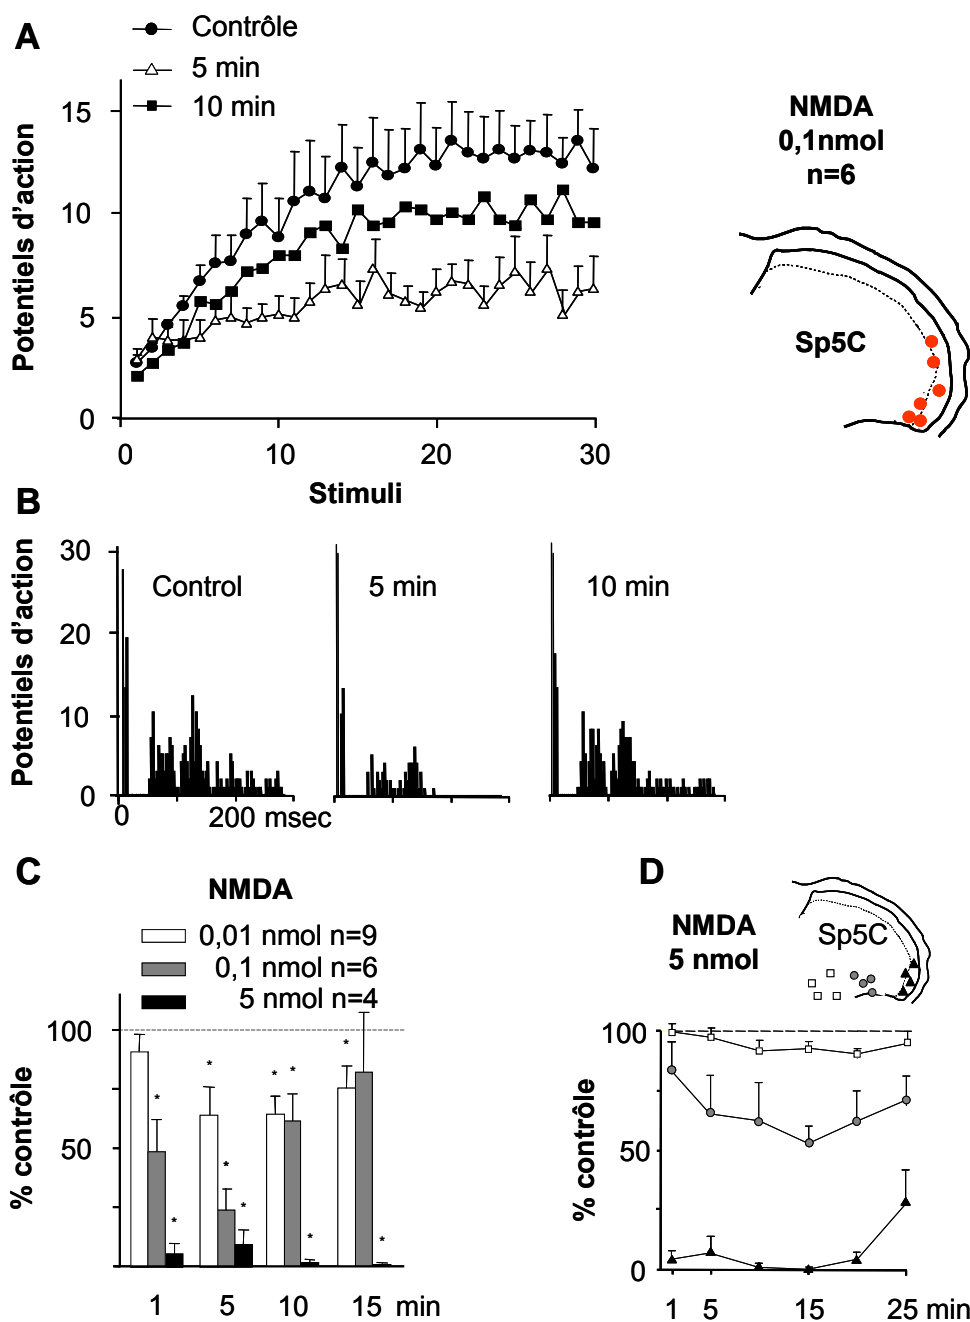 A
Contrôle
5 min
10 min
Potentiels d’action
15
10
5
0
0 10 20 30
Stimuli
NMDA
0,1nmol
n=6
Sp5C
B
Potentiels d’action
30
20
10
0
Control
5 min
10 min
0 200 msec
C
NMDA
0,01 nmol n=9
0,1 nmol n=6
5 nmol n=4
% contrôle
100
50
* * * * * * * * * *
1 5 10 15 min
D
NMDA
5 nmol
Sp5C
% contrôle
100
50
0
1 5 15 25 min